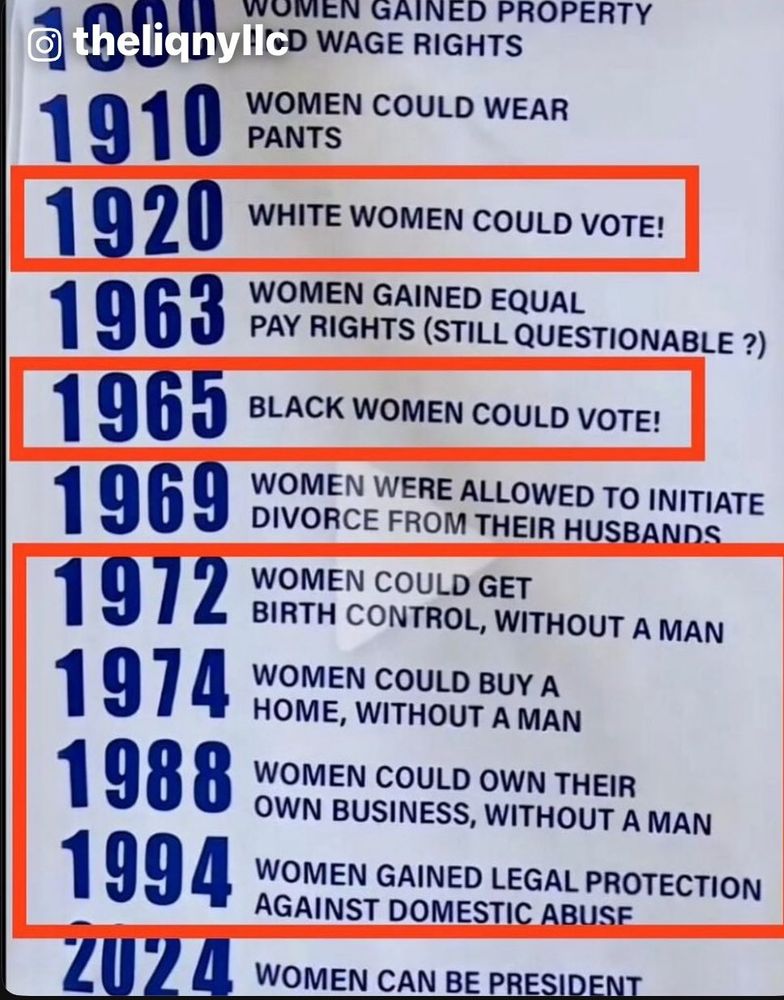 WOMEN GAINED PROPERTY
theliqnyllc
D WAGE RIGHTS
1910 WOMEN COULD WEAR
PANTS
1920 WHITE WOMEN COULD VOTE!
1963 WOMEN GAINED EQUAL
PAY RIGHTS (STILL QUESTIONABLE ?)
1965 BLACK WOMEN COULD VOTE!
1969 WOMEN WERE ALLOWED TO INITIATE
DIVORCE FROM THEIR HUSBANDS
1972 WOMEN COULD GET
BIRTH CONTROL, WITHOUT A MAN
1974 WOMEN COULD BUY A
HOME, WITHOUT A MAN
1988 WOMEN COULD OWN THEIR
OWN BUSINESS, WITHOUT A MAN
1994 WOMEN GAINED LEGAL PROTECTION
AGAINST DOMESTIC ABUSE
2024 WOMEN CAN BE PRESIDENT